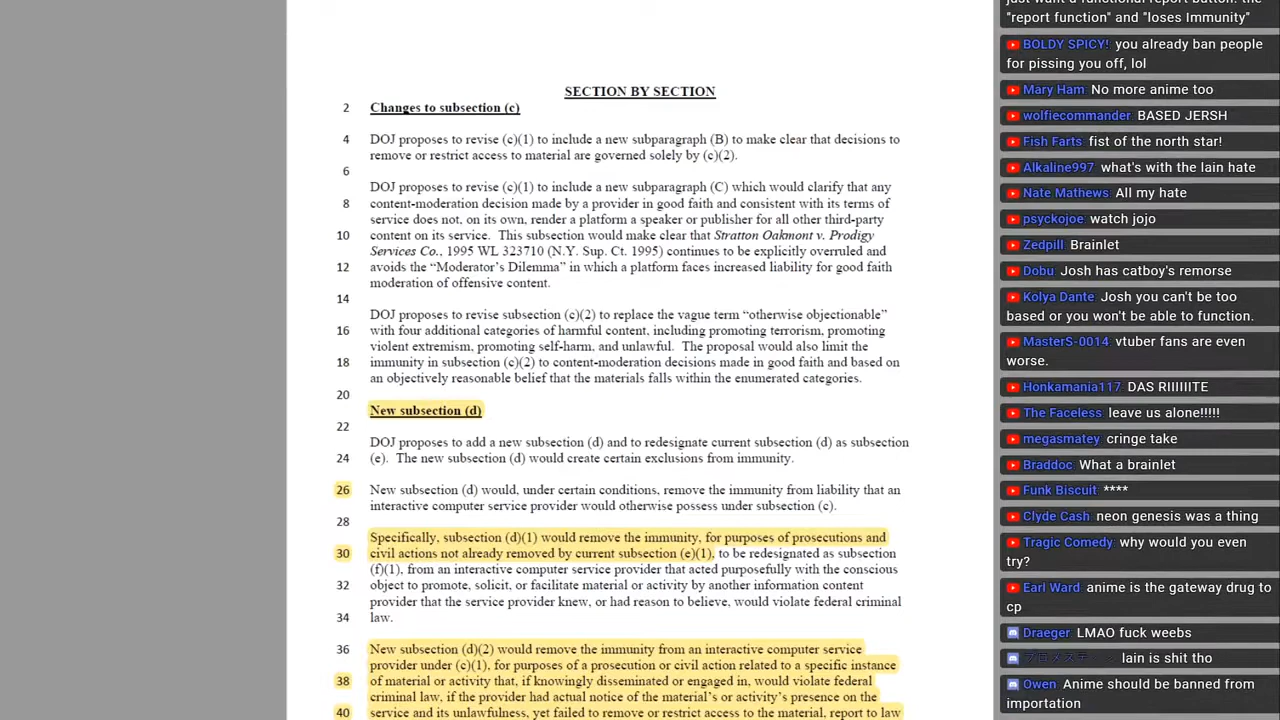 SECTION BY SECTION
2 Changes to subsection (c)
4 DOJ proposes to revise (c)(1) to include a new subparagraph (B) to make clear that decisions to
remove or restrict access to material are governed solely by (c)(2).
6
DOJ proposes to revise (c)(1) to include a new subparagraph (C) which would clarify that any
8 content-moderation decision made by a provider in good faith and consistent with its terms of
service does not, on its own, render a platform a speaker or publisher for all other third-party
10 content on its service. This subsection would make clear that Stratton Oakmont v. Prodigy
Services Co., 1995 WL 323710 (N.Y. Sup. Ct. 1995) continues to be explicitly overruled and
12 avoids the “Moderator’s Dilemma” in which a platform faces increased liability for good faith
moderation of offensive content.
14
DOJ proposes to revise subsection (c)(2) to replace the vague term “otherwise objectionable”
16 with four additional categories of harmful content, including promoting terrorism, promoting
violent extremism, promoting self-harm, and unlawful. The proposal would also limit the
18 immunity in subsection (c)(2) to content-moderation decisions made in good faith and based on
an objectively reasonable belief that the materials falls within the enumerated categories.
20
New subsection (d)
22
DOJ proposes to add a new subsection (d) and to redesignate current subsection (d) as subsection
24 (e). The new subsection (d) would create certain exclusions from immunity.
26 New subsection (d) would, under certain conditions, remove the immunity from liability that an
interactive computer service provider would otherwise possess under subsection (c).
28
Specifically, subsection (d)(1) would remove the immunity, for purposes of prosecutions and
30 civil actions not already removed by current subsection (e)(1), to be redesignated as subsection
(f)(1), from an interactive computer service provider that acted purposefully with the conscious
32 object to promote, solicit, or facilitate material or activity by another information content
provider that the service provider knew, or had reason to believe, would violate federal criminal
34 law.
36 New subsection (d)(2) would remove the immunity from an interactive computer service
provider under (c)(1), for purposes of a prosecution or civil action related to a specific instance
38 of material or activity that, if knowingly disseminated or engaged in, would violate federal
criminal law, if the provider had actual notice of the material’s or activity’s presence on the
40 service and its unlawfulness, yet failed to remove or restrict access to the material, report to law
just want a functional report button. the
"report function" and "loses Immunity"
BOLDY SPICY! you already ban people
for pissing you off, lol
Mary Ham No more anime too
wolfiecommander BASED JERSH
Fish Farts fist of the north star!
Alkaline997 what's with the lain hate
Nate Mathews All my hate
psyckojoe watch jojo
Zedpill Brainlet
Dobu Josh has catboy's remorse
Kolya Dante Josh you can't be too
based or you won't be able to function.
MasterS-0014 vtuber fans are even
worse.
Honkamania117 DAS RIIIIIITE
The Faceless leave us alone!!!!!
megasmatey cringe take
Braddoc What a brainlet
Funk Biscuit ****
Clyde Cash neon genesis was a thing
Tragic Comedy why would you even
try?
Earl Ward anime is the gateway drug to
cp
Draeger LMAO fuck weebs
lain is shit tho
Owen Anime should be banned from
importation